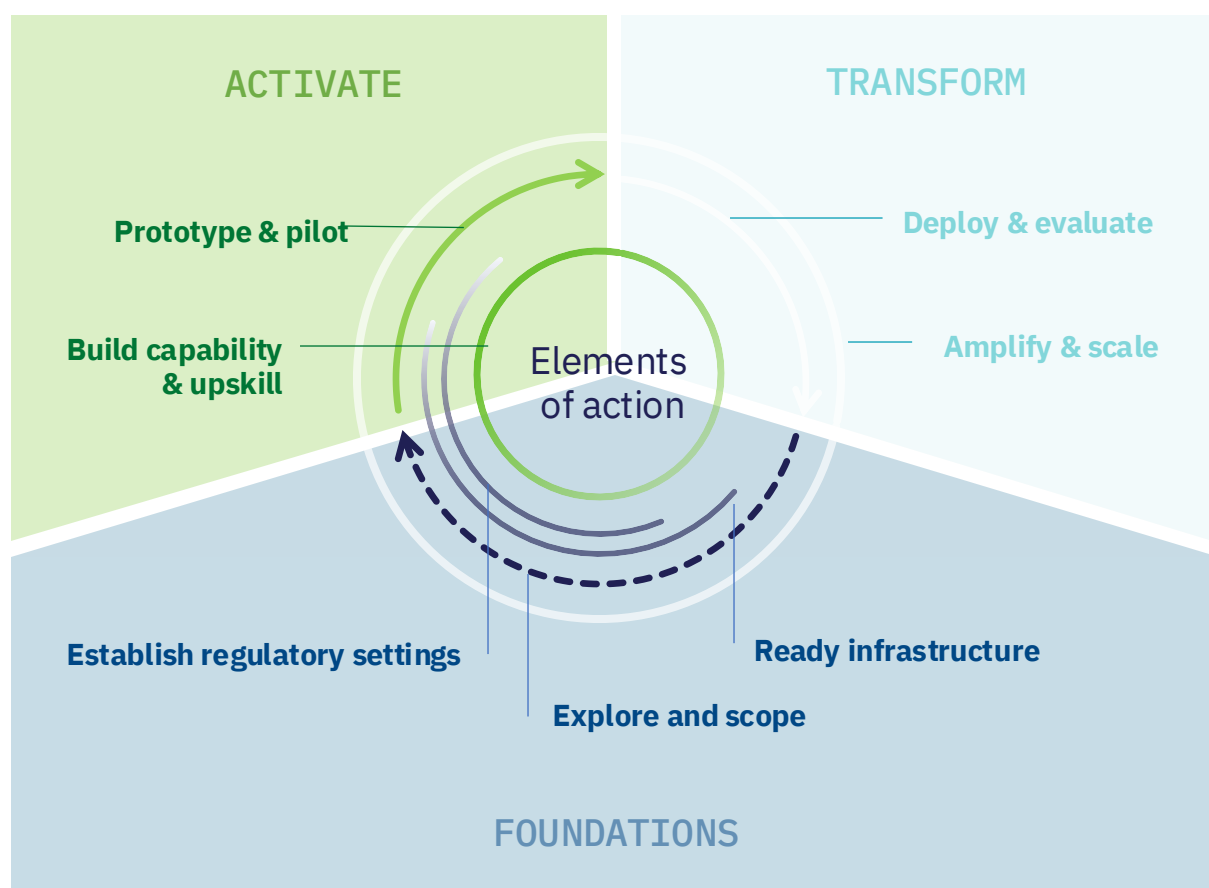 ACTIVATE
TRANSFORM
Prototype & pilot
Deploy & evaluate
Build capability
& upskill
Amplify & scale
Elements
of action
Establish regulatory settings
Ready infrastructure
Explore and scope
FOUNDATIONS